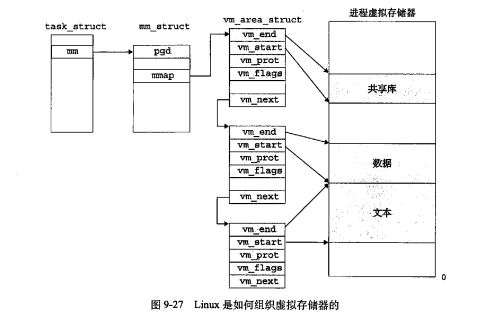 task_struct
mm
mm_struct
pgd
mmap
vm_area_struct
vm_end
vm_start
vm_prot
vm_flags
vm_next
vm_end
vm_start
vm_prot
vm_flags
vm_next
vm_end
vm_start
vm_prot
vm_flags
vm_next
进程虚拟存储器
共享库
数据
文本
0
图 9-27 Linux 是如何组织虚拟存储器的